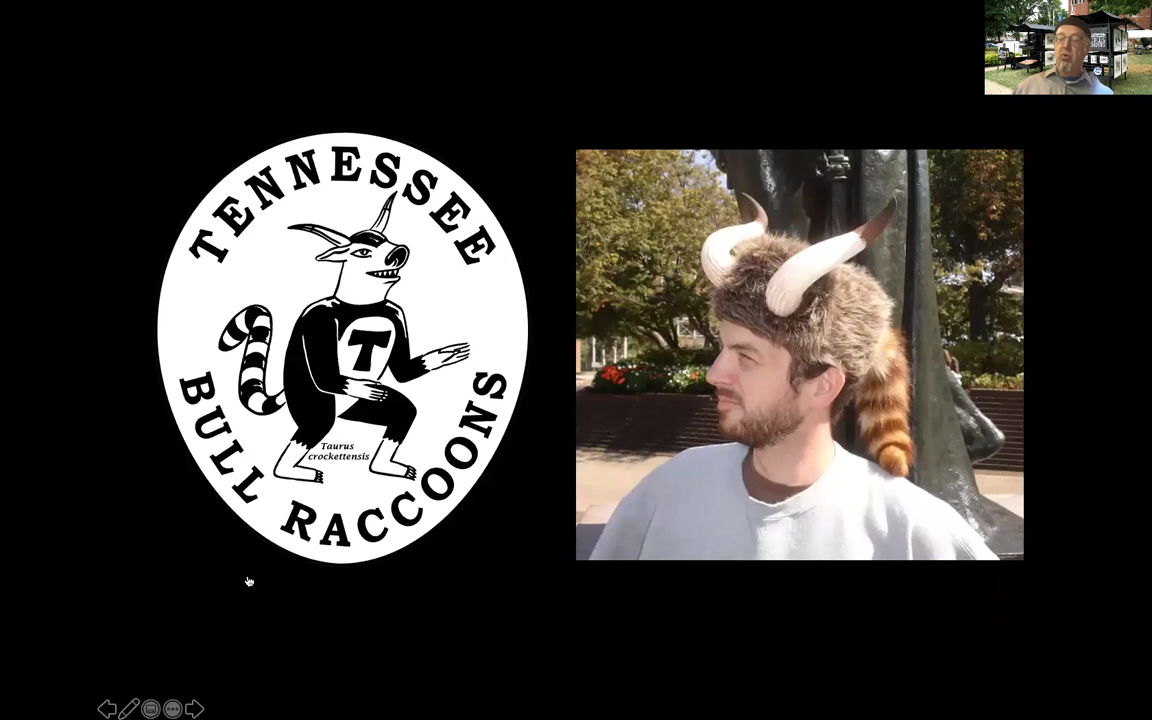 TENNESSEE
T
Taurus
crockettensis
BULL RACCOONS